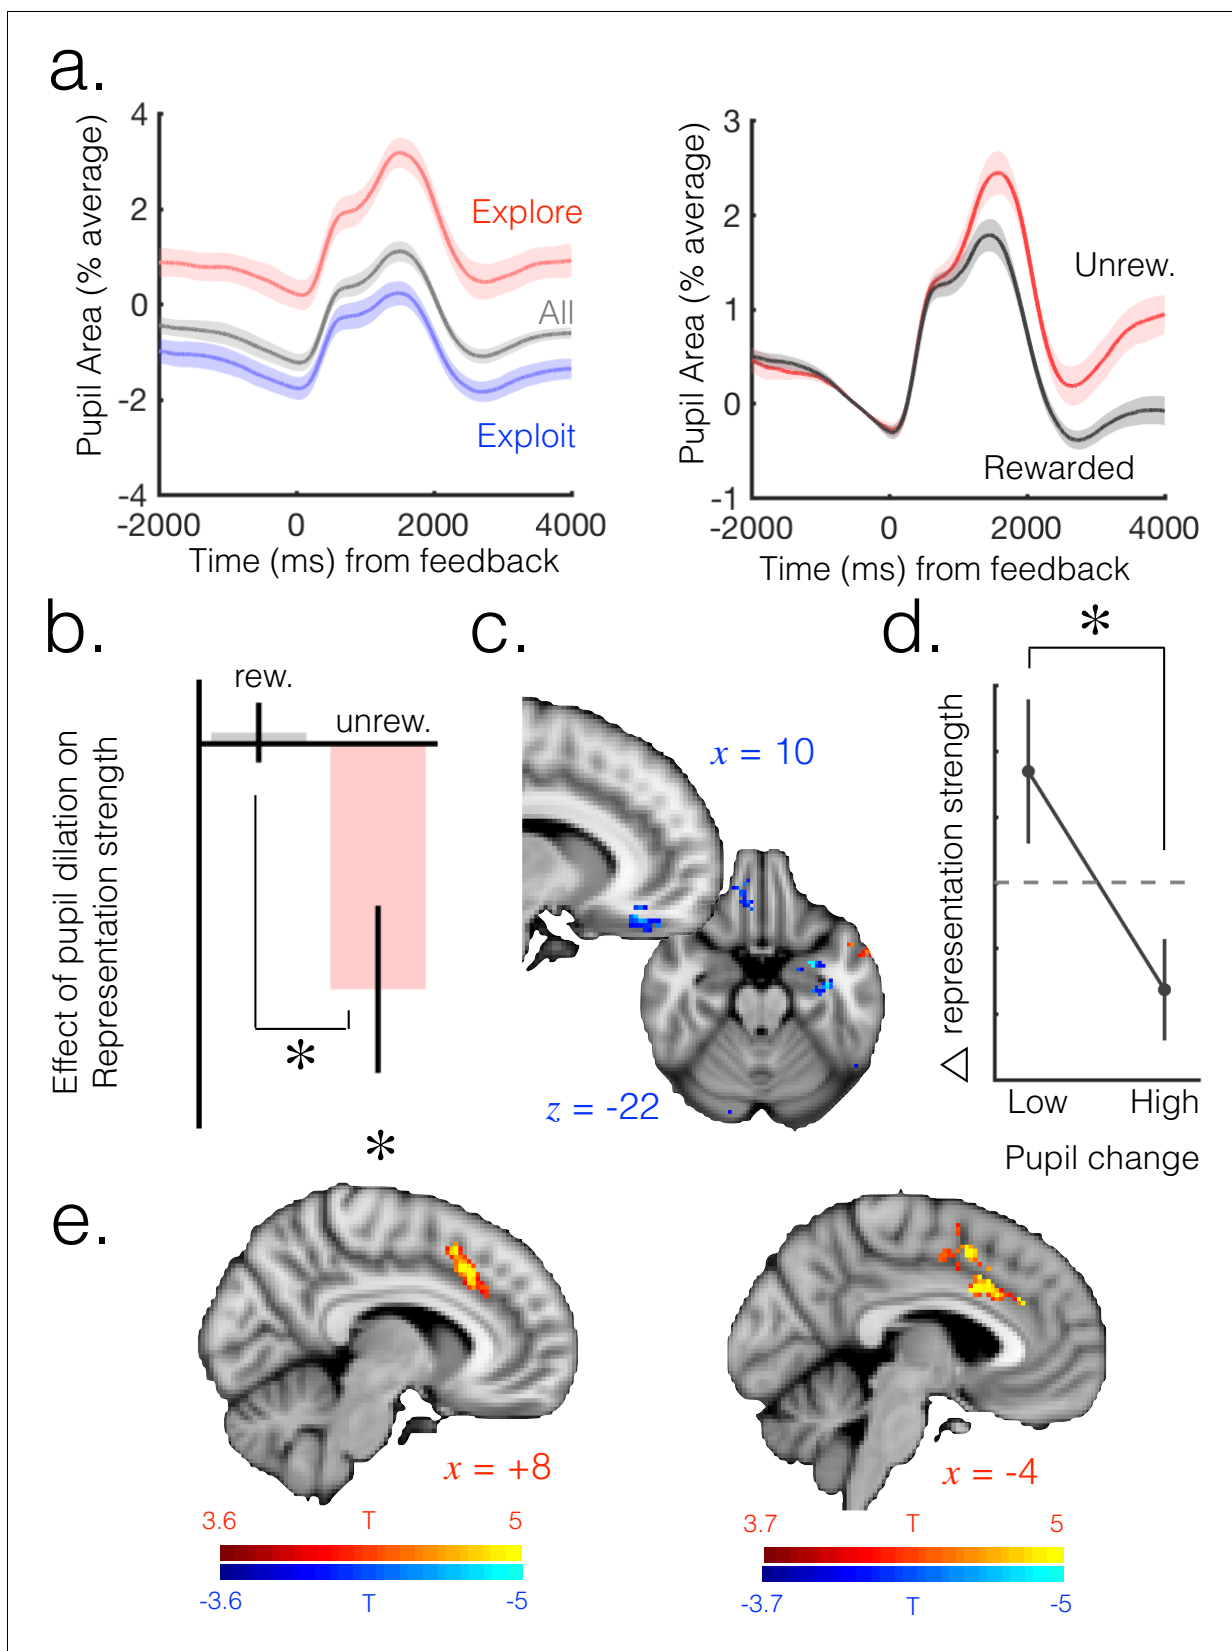 a.
Pupil Area (% average)
4
2
0
-2
-4
Explore
All
Exploit
-2000 0 2000 4000
Time (ms) from feedback
Pupil Area (% average)
3
2
1
0
-1
Unrew.
Rewarded
-2000 0 2000 4000
Time (ms) from feedback
b.
Effect of pupil dilation on
Representation strength
rew.
unrew.
*
*
c.
x = 10
z = -22
d.
*
△ representation strength
Low High
Pupil change
e.
x = +8
3.6 T 5
-3.6 T -5
x = -4
3.7 T 5
-3.7 T -5